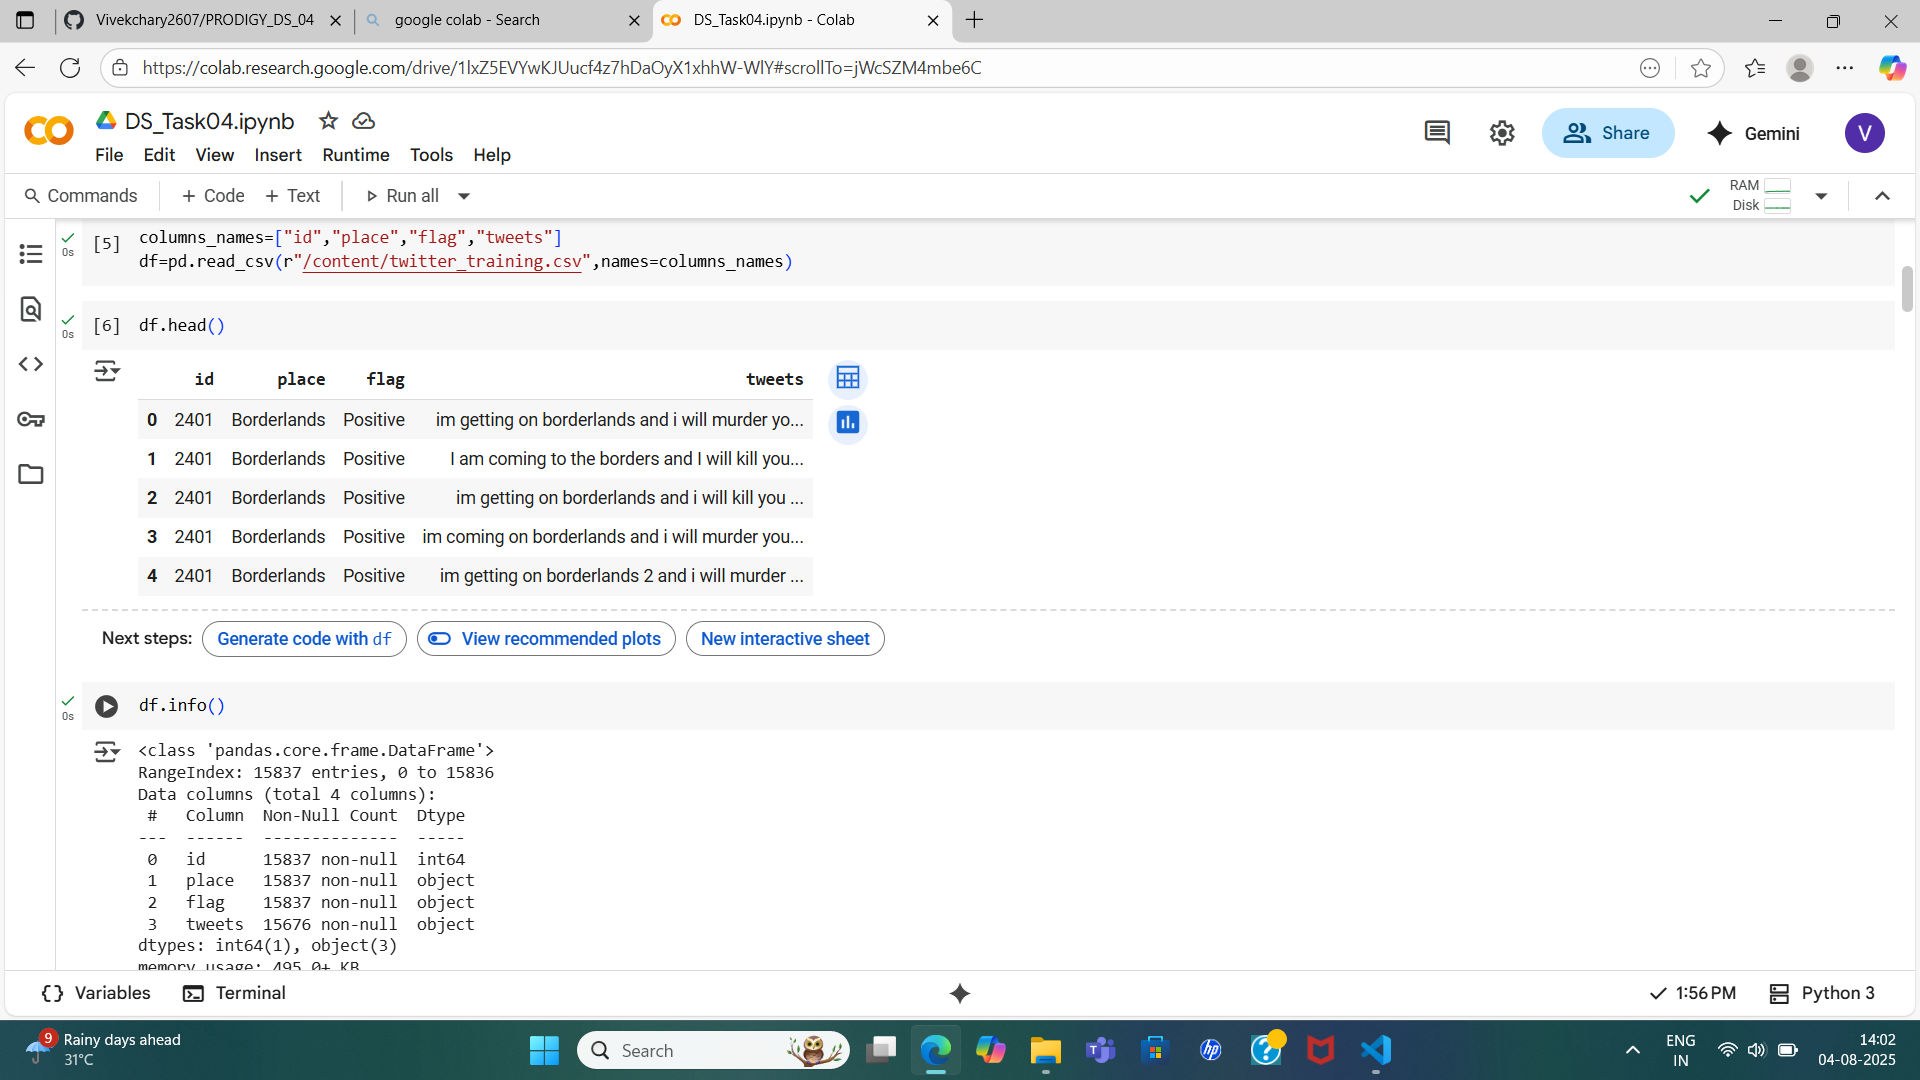 Vivekchary2607/PRODIGY_DS_04
google colab - Search
DS_Task04.ipynb - Colab
https://colab.research.google.com/drive/1lxZ5EVYwKJUucf4z7hDaOyX1xhhW-WlY#scrollTo=jWcSZM4mbe6C
DS_Task04.ipynb
File Edit View Insert Runtime Tools Help
Share
Gemini
V
Commands + Code + Text Run all
RAM
Disk
[5] columns_names=["id","place","flag","tweets"]
0s
df=pd.read_csv(r"/content/twitter_training.csv",names=columns_names)
[6] df.head()
0s
id place flag tweets
0 2401 Borderlands Positive im getting on borderlands and i will murder yo...
1 2401 Borderlands Positive I am coming to the borders and I will kill you...
2 2401 Borderlands Positive im getting on borderlands and i will kill you ...
3 2401 Borderlands Positive im coming on borderlands and i will murder you...
4 2401 Borderlands Positive im getting on borderlands 2 and i will murder ...
Next steps: Generate code with df View recommended plots New interactive sheet
df.info()
0s
<class 'pandas.core.frame.DataFrame'>
RangeIndex: 15837 entries, 0 to 15836
Data columns (total 4 columns):
# Column Non-Null Count Dtype
--- ------ -------------- -----
0 id 15837 non-null int64
1 place 15837 non-null object
2 flag 15837 non-null object
3 tweets 15676 non-null object
dtypes: int64(1), object(3)
memory usage: 495.0+ KB
Variables Terminal
1:56 PM Python 3
9
Rainy days ahead
31°C
Search
hp
ENG
IN
14:02
04-08-2025